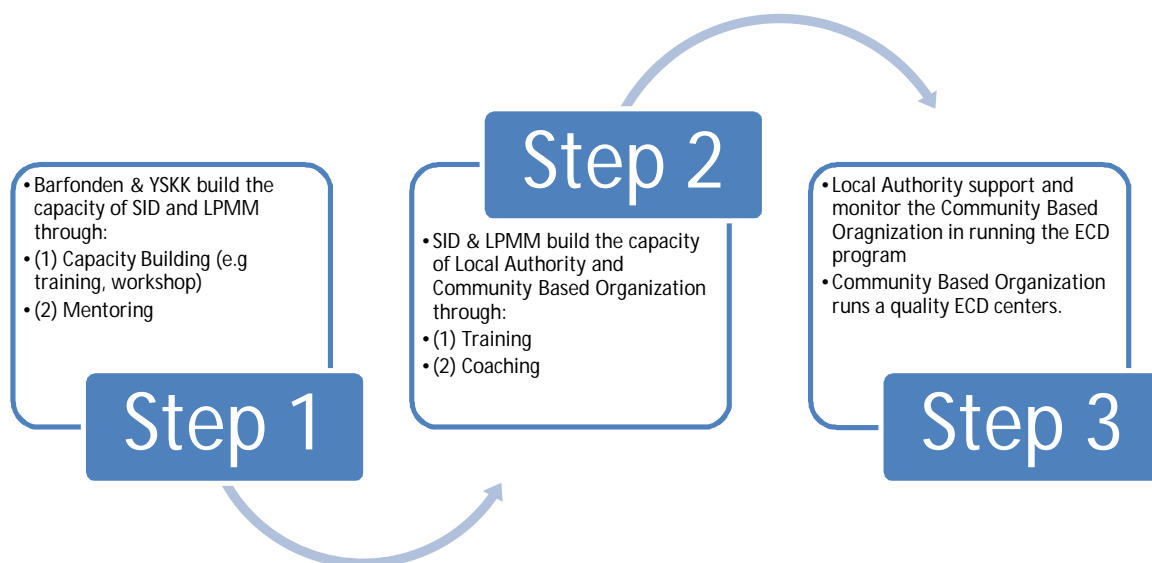 • Barfonden & YSKK build the
capacity of SID and LPMM
through:
• (1) Capacity Building (e.g
training, workshop)
• (2) Mentoring
Step 1
Step 2
• SID & LPMM build the capacity
of Local Authority and
Community Based Organization
through:
• (1) Training
• (2) Coaching
• Local Authority support and
monitor the Community Based
Oragnization in running the ECD
program
• Community Based Organization
runs a quality ECD centers.
Step 3